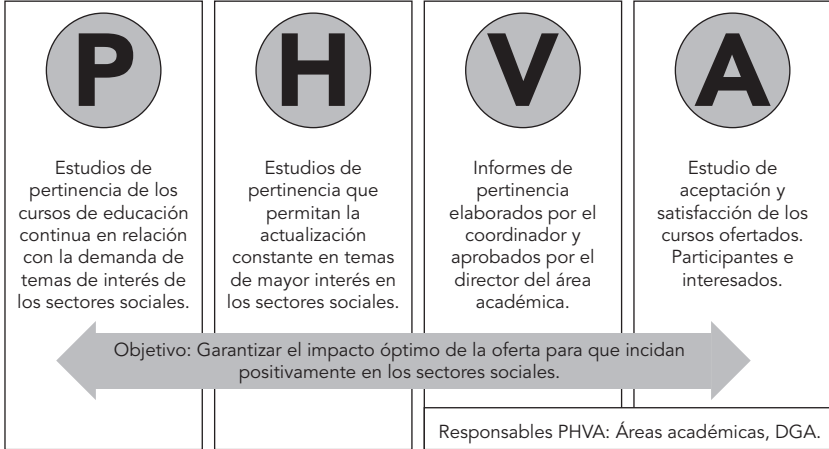 P
Estudios de
pertinencia de los
cursos de educación
continua en relación
con la demanda de
temas de interés de
los sectores sociales.
H
Estudios de
pertinencia que
permitan la
actualización
constante en temas
de mayor interés en
los sectores sociales.
V
Informes de
pertinencia
elaborados por el
coordinador y
aprobados por el
director del área
académica.
A
Estudio de
aceptación y
satisfacción de los
cursos ofertados.
Participantes e
interesados.
Objetivo: Garantizar el impacto óptimo de la oferta para que incidan
positivamente en los sectores sociales.
Responsables PHVA: Áreas académicas, DGA.